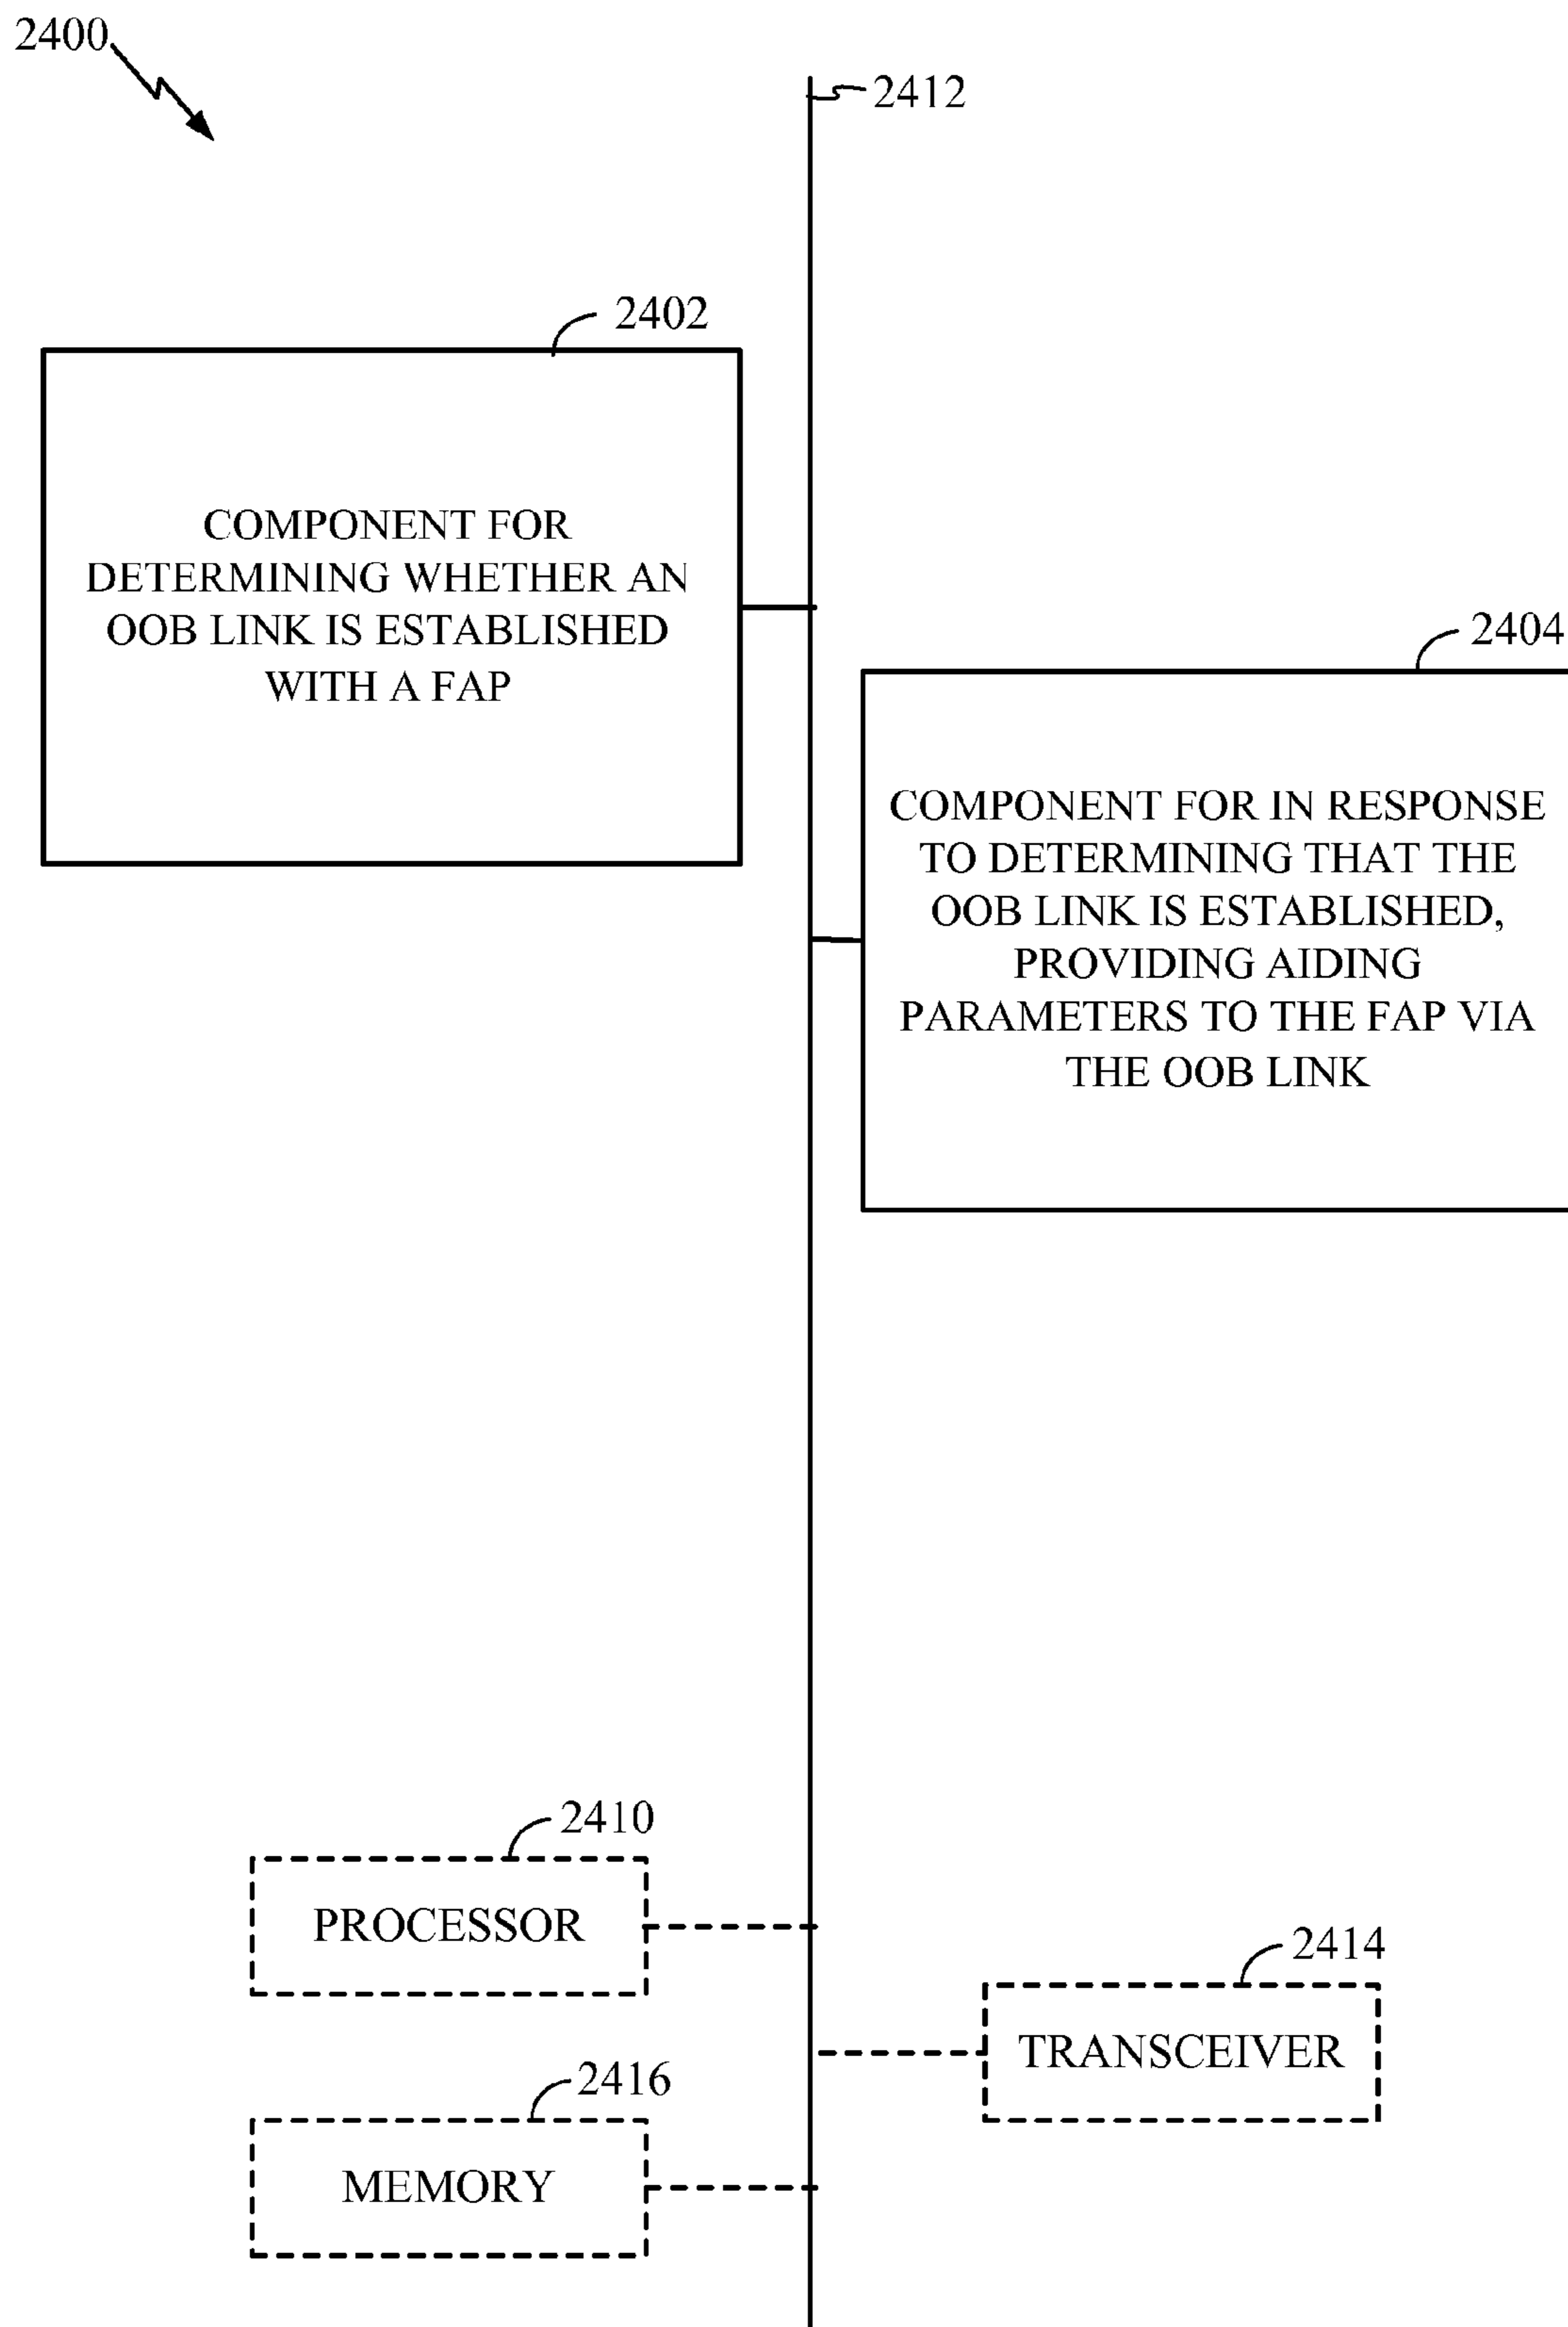 2400
2412
2402
COMPONENT FOR
DETERMINING WHETHER AN
OOB LINK IS ESTABLISHED
WITH A FAP
2404
COMPONENT FOR IN RESPONSE
TO DETERMINING THAT THE
OOB LINK IS ESTABLISHED,
PROVIDING AIDING
PARAMETERS TO THE FAP VIA
THE OOB LINK
2410
PROCESSOR
2414
TRANSCEIVER
2416
MEMORY